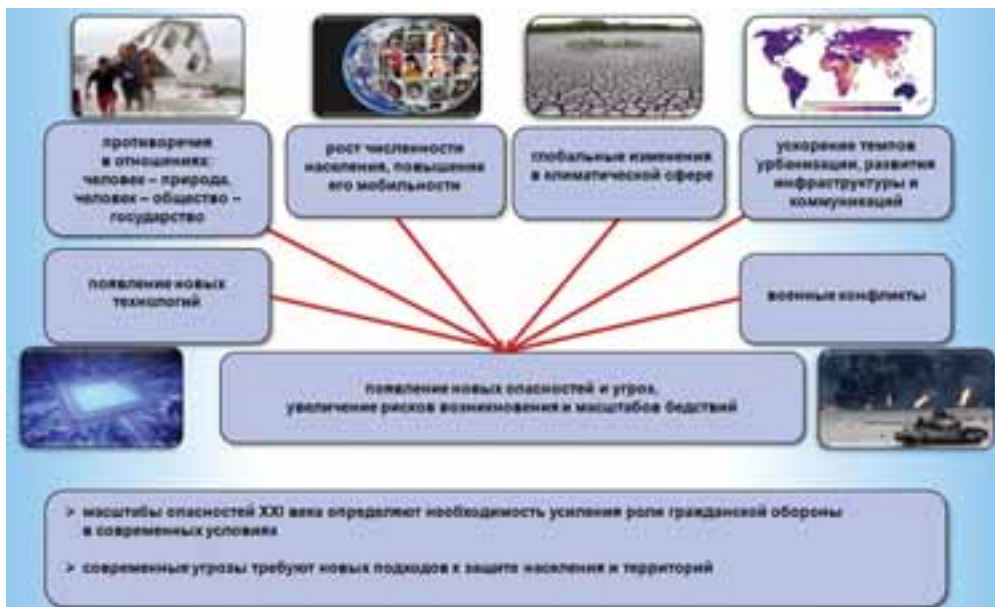 противоречия
в отношениях:
человек – природа,
человек – общество –
государство
рост численности
населения, повышение
его мобильности
глобальные изменения
в климатической сфере
ускорение темпов
урбанизации, развития
инфраструктуры и
коммуникаций
появление новых
технологий
военные конфликты
появление новых опасностей и угроз,
увеличение рисков возникновения и масштабов бедствий
➢ масштабы опасностей XXI века определяют необходимость усиления роли гражданской обороны
в современных условиях
➢ современные угрозы требуют новых подходов к защите населения и территорий